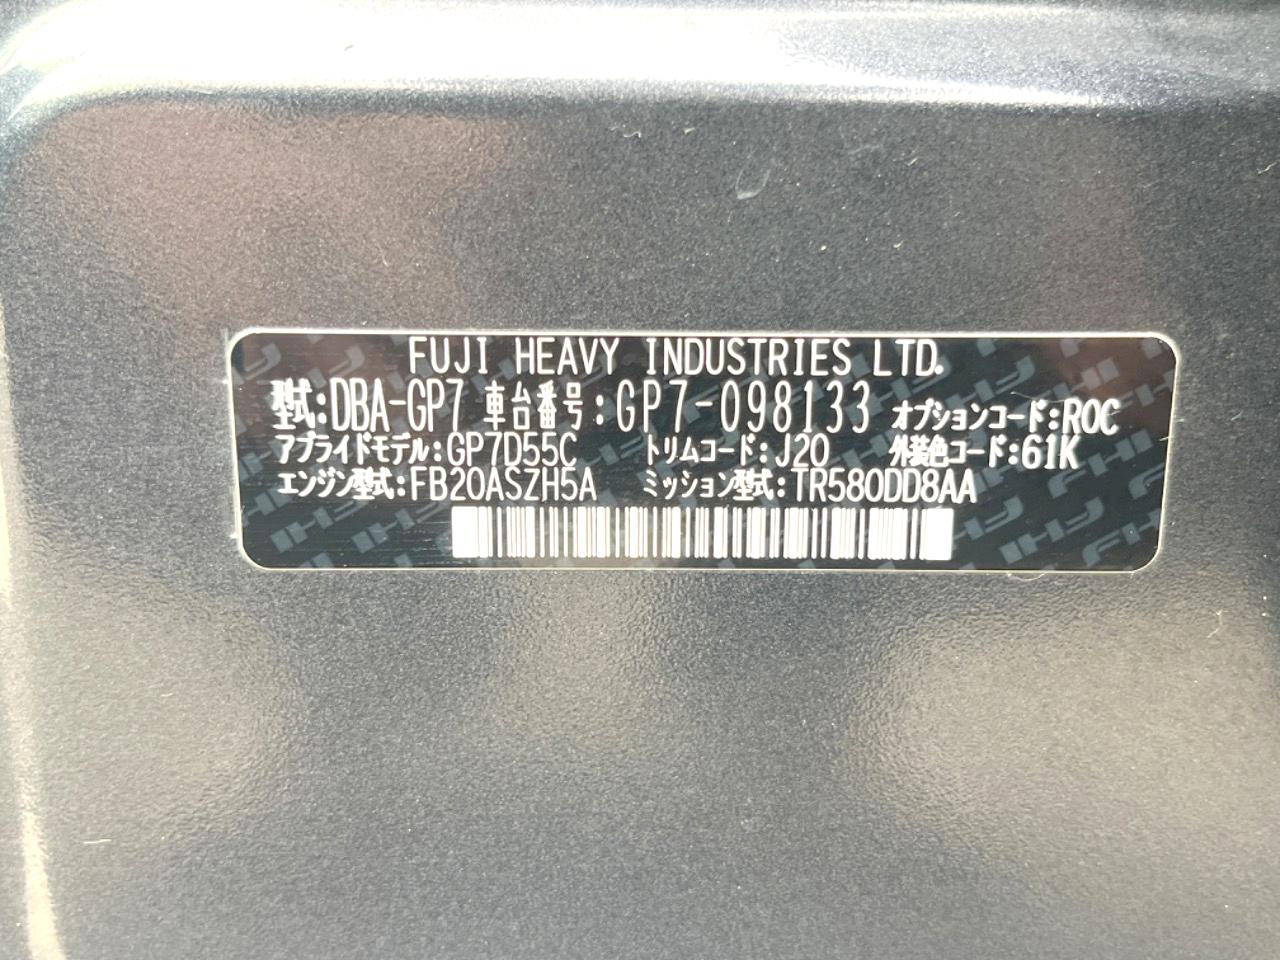 FUJI HEAVY INDUSTRIES LTD.
型式:DBA-GP7 車台番号:GP7-098133 オプションコード:ROC
アプライドモデル:GP7D55C トリムコード:J20 外装色コード:61K
エンジン型式:FB20ASZH5A ミッション型式:TR580DD8AA